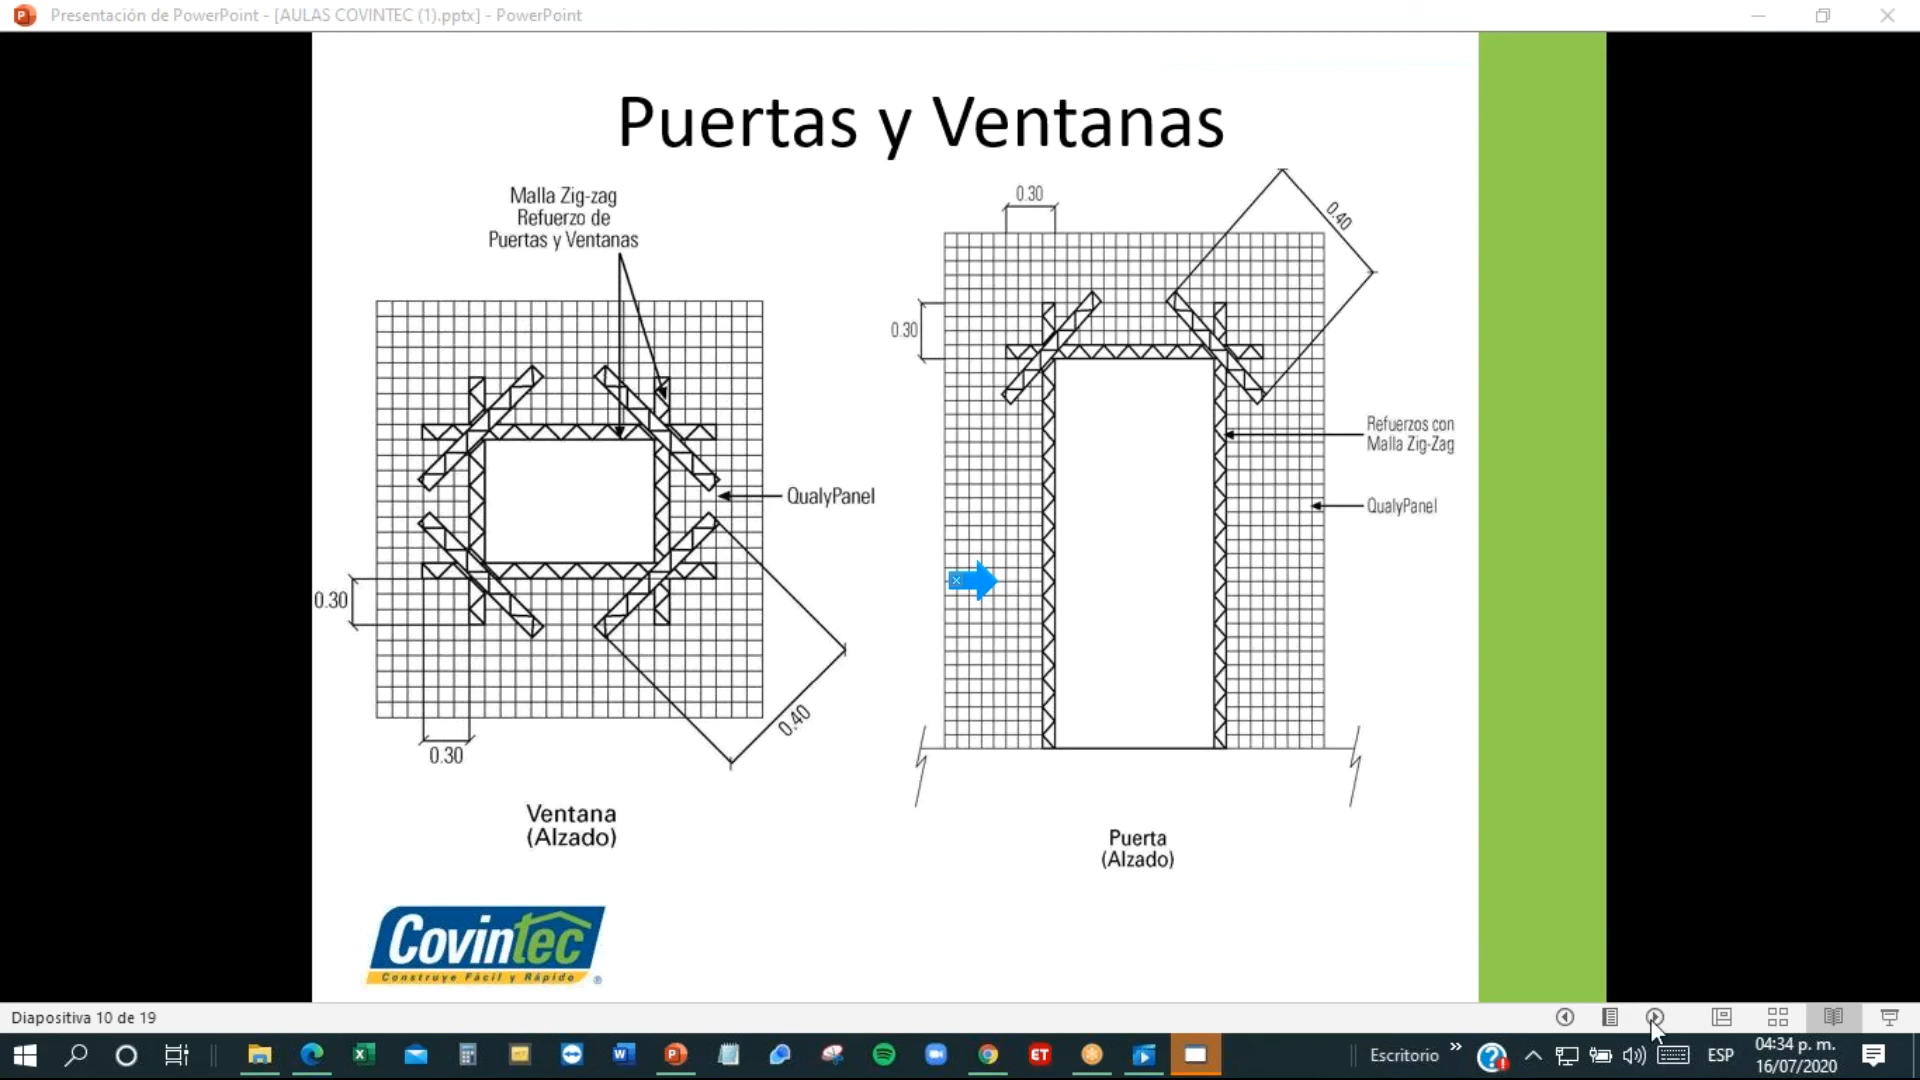 Presentación de PowerPoint - [AULAS COVINTEC (1).pptx] - PowerPoint
Puertas y Ventanas
Malla Zig-zag
Refuerzo de
Puertas y Ventanas
QualyPanel
0.30
0.30
0.40
Ventana
(Alzado)
0.30
0.40
0.30
Refuerzos con
Malla Zig-Zag
QualyPanel
Puerta
(Alzado)
Covintec
Construye Fácil y Rápido ®
Diapositiva 10 de 19
ET
Escritorio
ESP
04:34 p. m.
16/07/2020